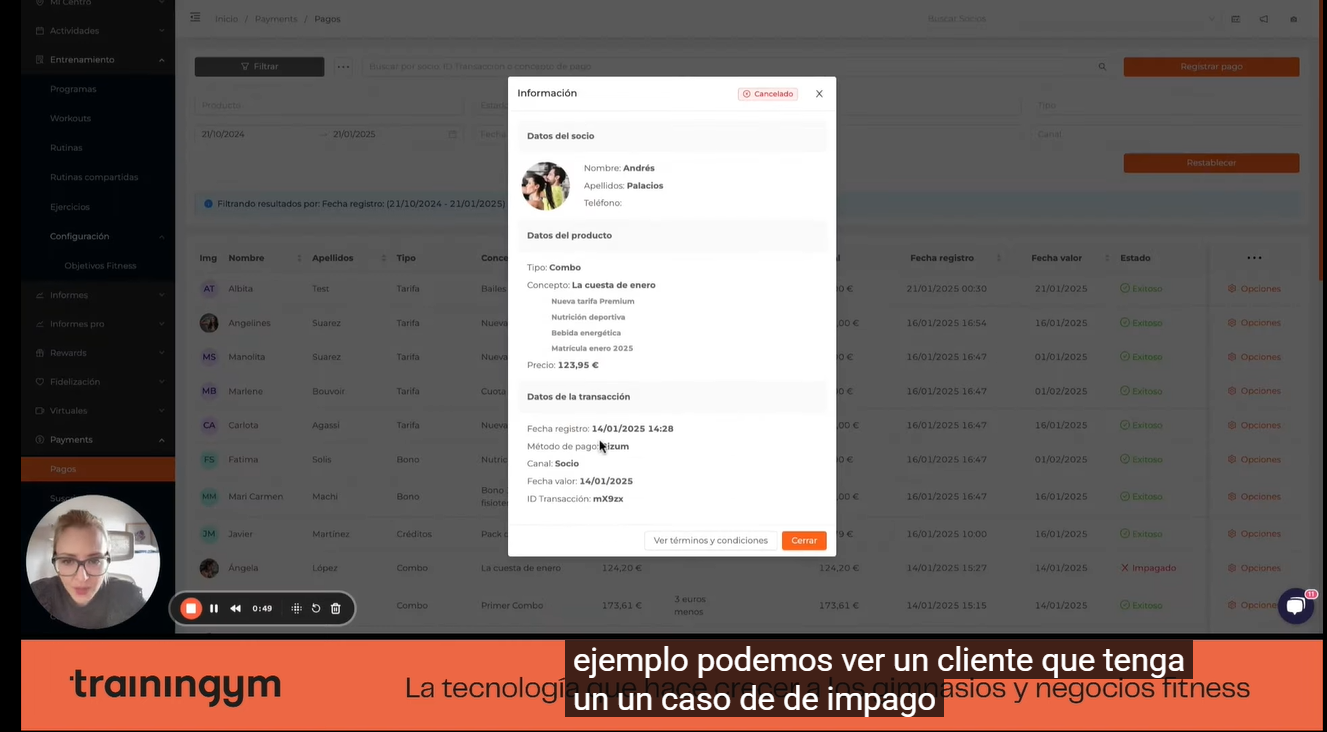 Mi Centro
Inicio / Payments / Pagos
Buscar Socios
Actividades
Entrenamiento
Filtrar
Buscar por socio, ID Transacción o concepto de pago
Registrar pago
Programas
Información
Cancelado
X
Producto
Estado
Tipo
Workouts
21/10/2024 → 21/01/2025
Fecha
Canal
Datos del socio
Rutinas
Restablecer
Nombre: Andrés
Rutinas compartidas
Apellidos: Palacios
Teléfono:
Ejercicios
Filtrando resultados por: Fecha registro: (21/10/2024 - 21/01/2025)
Configuración
Datos del producto
Img Nombre Apellidos Tipo Conce
Fecha registro Fecha valor Estado ...
Objetivos Fitness
Tipo: Combo
Concepto: La cuesta de enero
Nueva tarifa Premium
Nutrición deportiva
Bebida energética
Matrícula enero 2025
Precio: 123,95 €
Informes
AT Albita Test Tarifa Bailes
0 € 21/01/2025 00:30 21/01/2025 Exitoso Opciones
Informes pro
Angelines Suarez Tarifa Nueva
,00 € 16/01/2025 16:54 16/01/2025 Exitoso Opciones
Rewards
MS Manolita Suarez Tarifa Nueva
,00 € 16/01/2025 16:47 01/01/2025 Exitoso Opciones
Fidelización
MB Marlene Bouvoir Tarifa Cuota
0 € 16/01/2025 16:47 01/02/2025 Exitoso Opciones
Datos de la transacción
Virtuales
CA Carlota Agassi Tarifa Nueva
,00 € 16/01/2025 16:47 01/02/2025 Exitoso Opciones
Fecha registro: 14/01/2025 14:28
Payments
Método de pago: izum
Canal: Socio
FS Fatima Solis Bono Nutric
0 € 16/01/2025 16:47 16/01/2025 Exitoso Opciones
Pagos
Fecha valor: 14/01/2025
ID Transacción: mX9zx
MM Mari Carmen Machi Bono Bono
fisioter
,00 € 16/01/2025 16:47 16/01/2025 Exitoso Opciones
JM Javier Martínez Créditos Pack d
9 € 16/01/2025 10:00 16/01/2025 Exitoso Opciones
Ver términos y condiciones
Cerrar
Ángela López Combo La cuesta de enero 124,20 € 124,20 € 14/01/2025 15:27 14/01/2025 Impagado Opciones
Combo Primer Combo 173,61 € 3 euros menos 173,61 € 14/01/2025 15:15 14/01/2025 Exitoso Opciones
11
0:49
trainingym
La tecnología que hace crecer a los gimnasios y negocios fitness
ejemplo podemos ver un cliente que tenga
un un caso de de impago